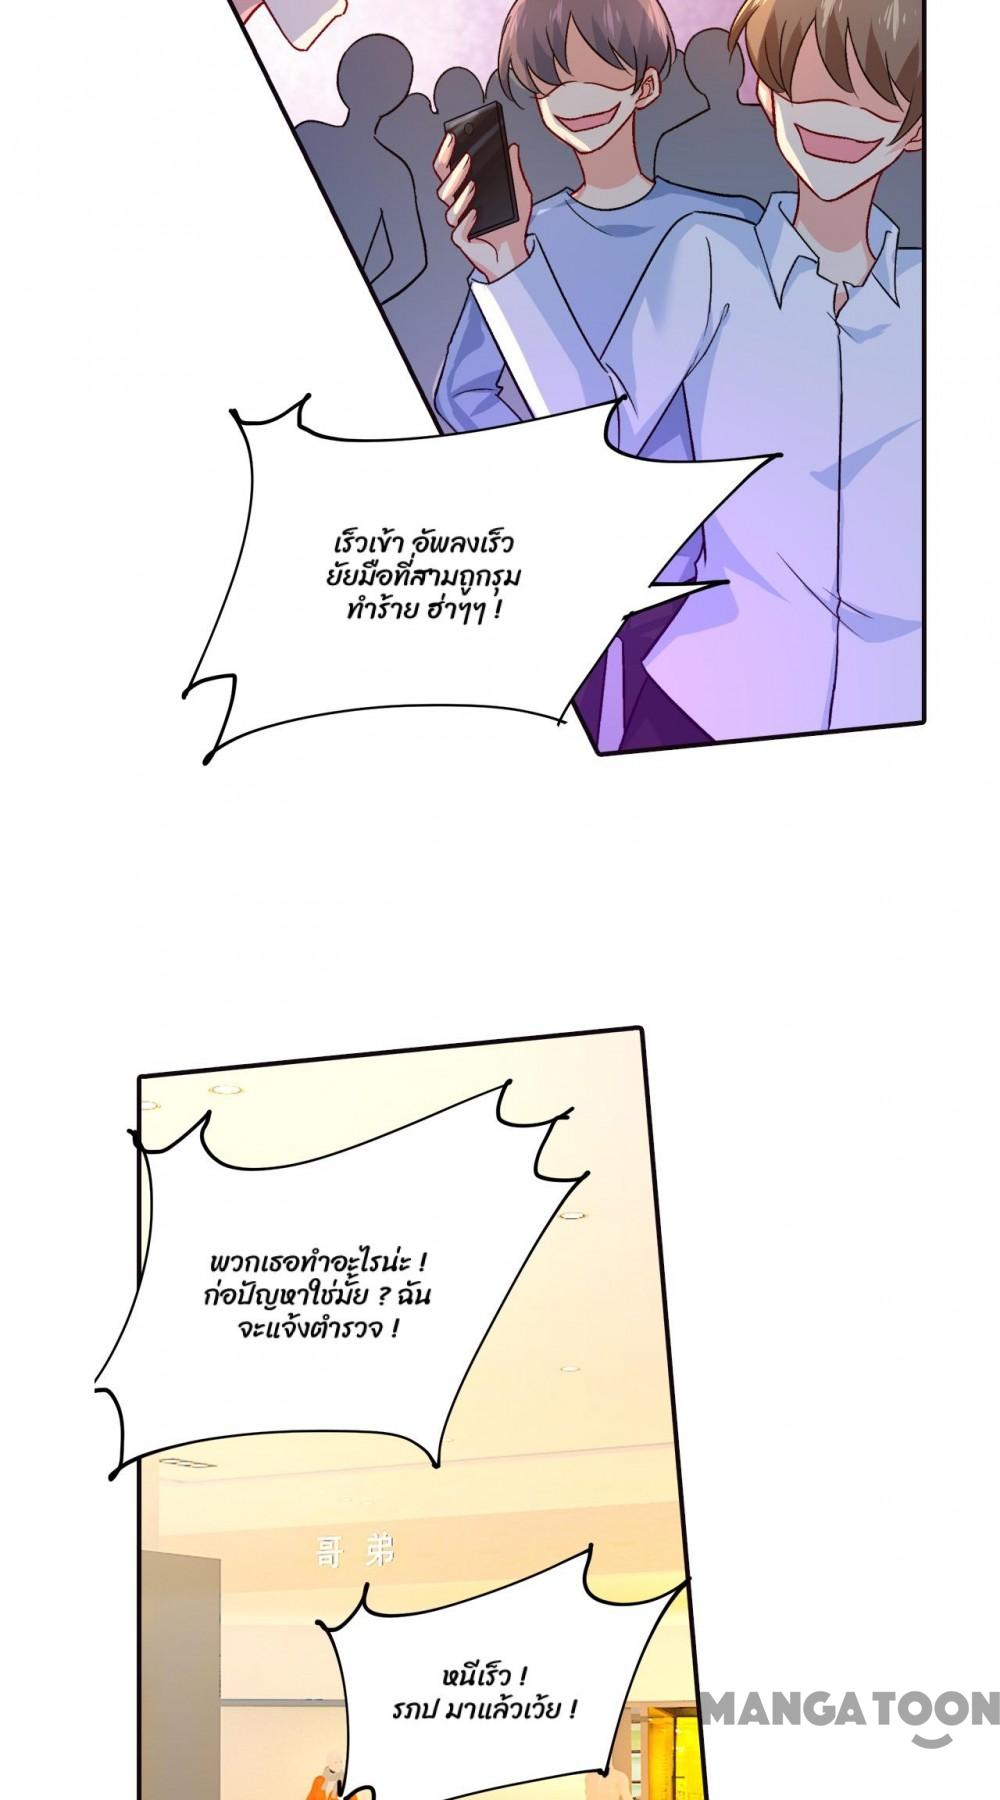 เร็วเข้า อัพลงเร็ว
ยัยมือที่สามถูกรุม
ทำร้าย ฮ่าๆๆ !
พวกเธอทำอะไรน่ะ !
ก่อปัญหาใช่มั้ย ? ฉัน
จะแจ้งตำรวจ !
哥弟
หนีเร็ว !
รภป มาแล้วเว้ย !
MANGATOON